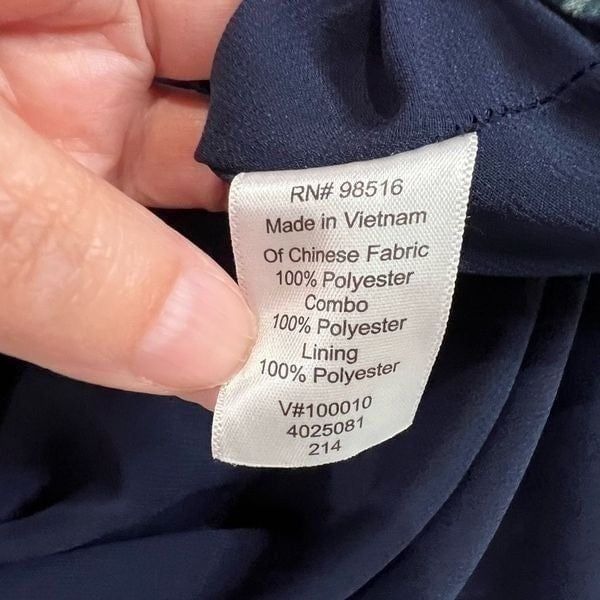 RN# 98516
Made in Vietnam
Of Chinese Fabric
100% Polyester
Combo
100% Polyester
Lining
100% Polyester
V#100010
4025081
214